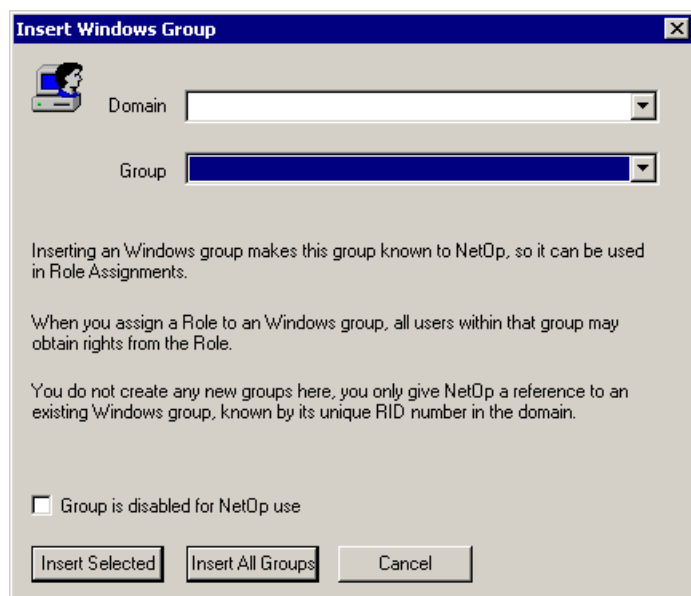 Insert Windows Group
Domain
Group
Inserting an Windows group makes this group known to NetOp, so it can be used
in Role Assignments.
When you assign a Role to an Windows group, all users within that group may
obtain rights from the Role.
You do not create any new groups here, you only give NetOp a reference to an
existing Windows group, known by its unique RID number in the domain.
Group is disabled for NetOp use
Insert Selected Insert All Groups Cancel